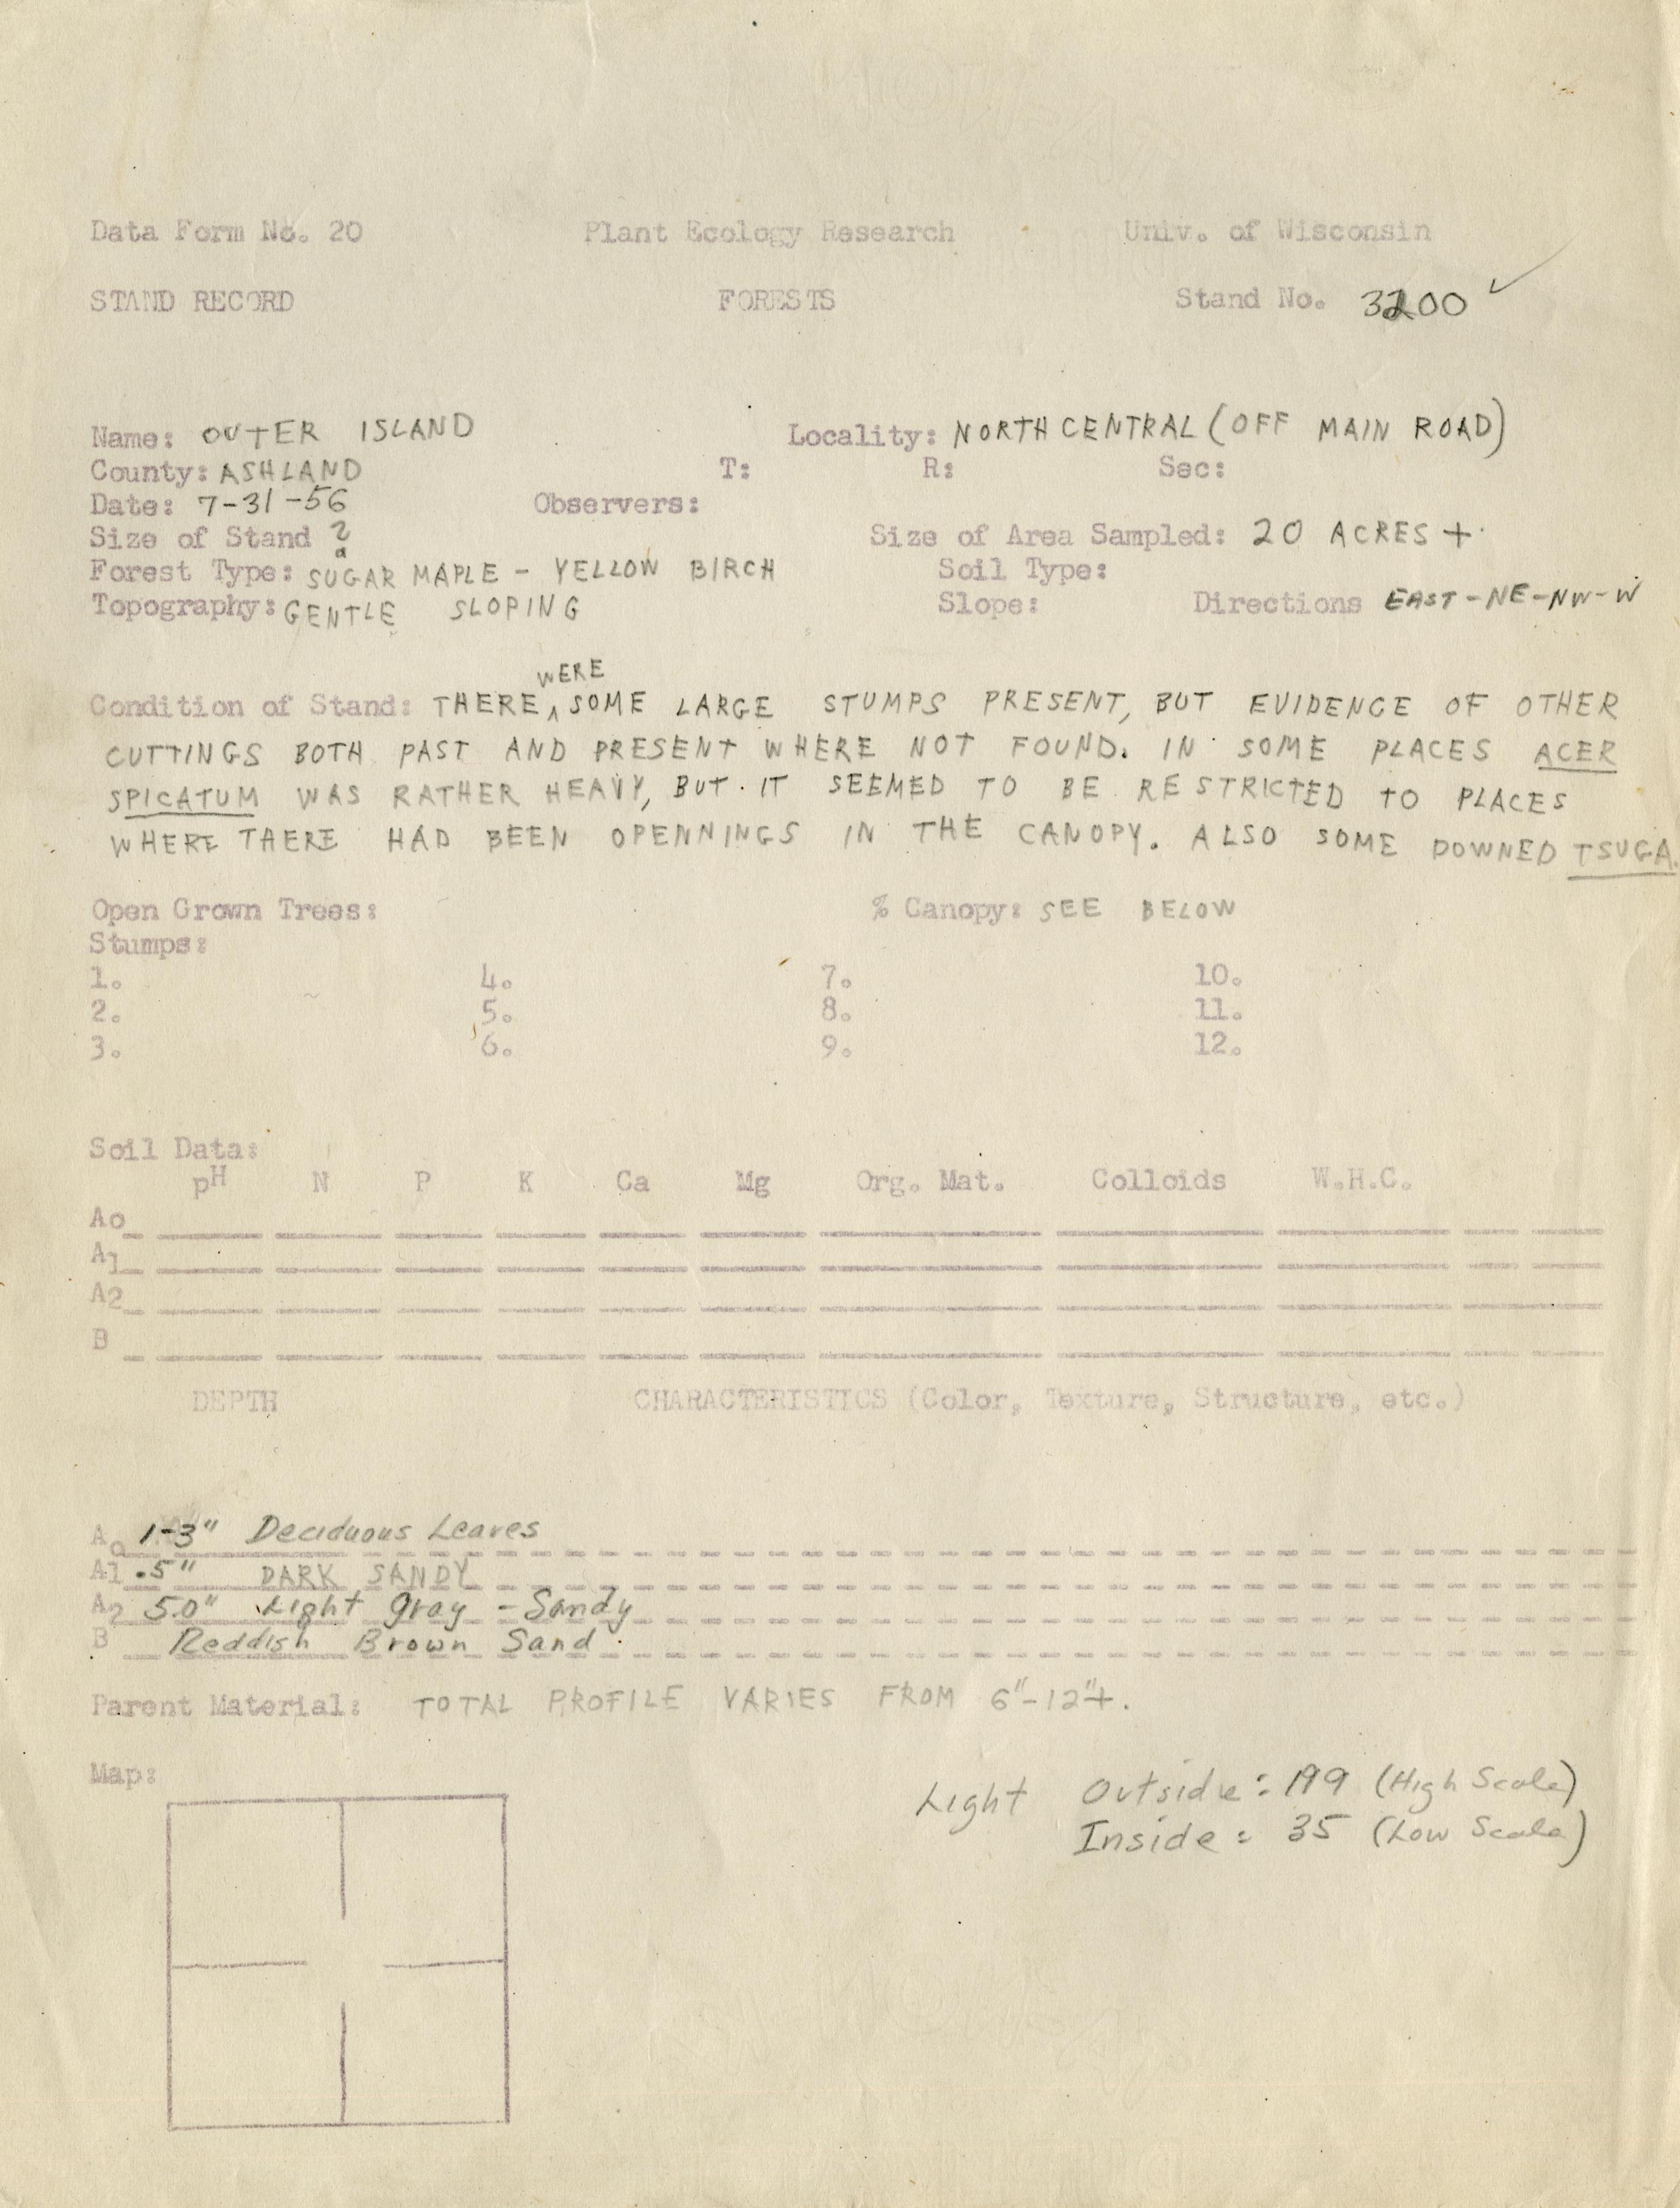 Data Form No. 20 Plant Ecology Research Univ. of Wisconsin
STAND RECORD FORESTS Stand No. 3200 ✓
Name: OUTER ISLAND Locality: NORTH CENTRAL (OFF MAIN ROAD)
County: ASHLAND T: R: Sec:
Date: 7-31-56 Observers:
Size of Stand ? Size of Area Sampled: 20 ACRES +
Forest Type: SUGAR MAPLE - YELLOW BIRCH Soil Type:
Topography: GENTLE SLOPING Slope: Directions EAST-NE-NW-W
WERE
Condition of Stand: THERE ^ SOME LARGE STUMPS PRESENT, BUT EVIDENCE OF OTHER
CUTTINGS BOTH PAST AND PRESENT WHERE NOT FOUND. IN SOME PLACES ACER
SPICATUM WAS RATHER HEAVY, BUT IT SEEMED TO BE RESTRICTED TO PLACES
WHERE THERE HAD BEEN OPENNINGS IN THE CANOPY. ALSO SOME DOWNED TSUGA.
Open Grown Trees: % Canopy: SEE BELOW
Stumps:
1. 4. 7. 10.
2. 5. 8. 11.
3. 6. 9. 12.
Soil Data:
pH N P K Ca Mg Org. Mat. Colloids W.H.C.
Ao
A1
A2
B
DEPTH CHARACTERISTICS (Color, Texture, Structure, etc.)
Ao 1-3" Deciduous Leaves
A1 .5" DARK SANDY
A2 5.0" Light Gray - Sandy
B Reddish Brown Sand
Parent Material: TOTAL PROFILE VARIES FROM 6"-12"+.
Map:
Light Outside: 199 (High Scale)
Inside: 35 (Low Scale)